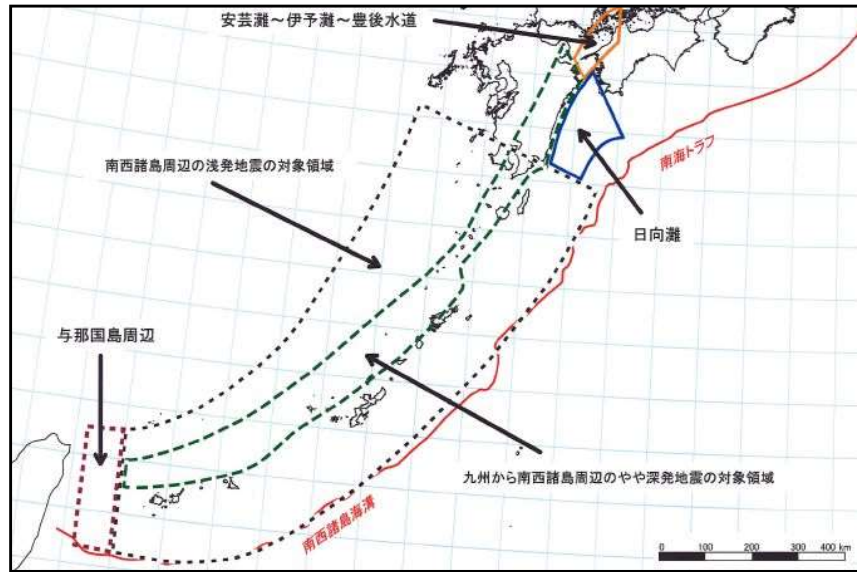 安芸灘～伊予灘～豊後水道
南西諸島周辺の浅発地震の対象領域
南海トラフ
日向灘
与那国島周辺
九州から南西諸島周辺のやや深発地震の対象領域
南西諸島海溝
0 100 200 300 400 km